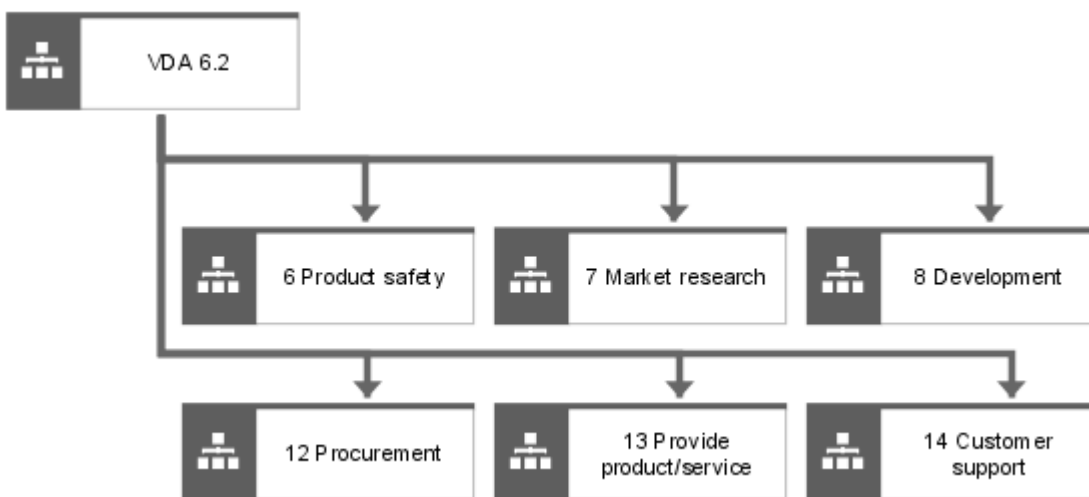 VDA 6.2
6 Product safety
7 Market research
8 Development
12 Procurement
13 Provide
product/service
14 Customer
support